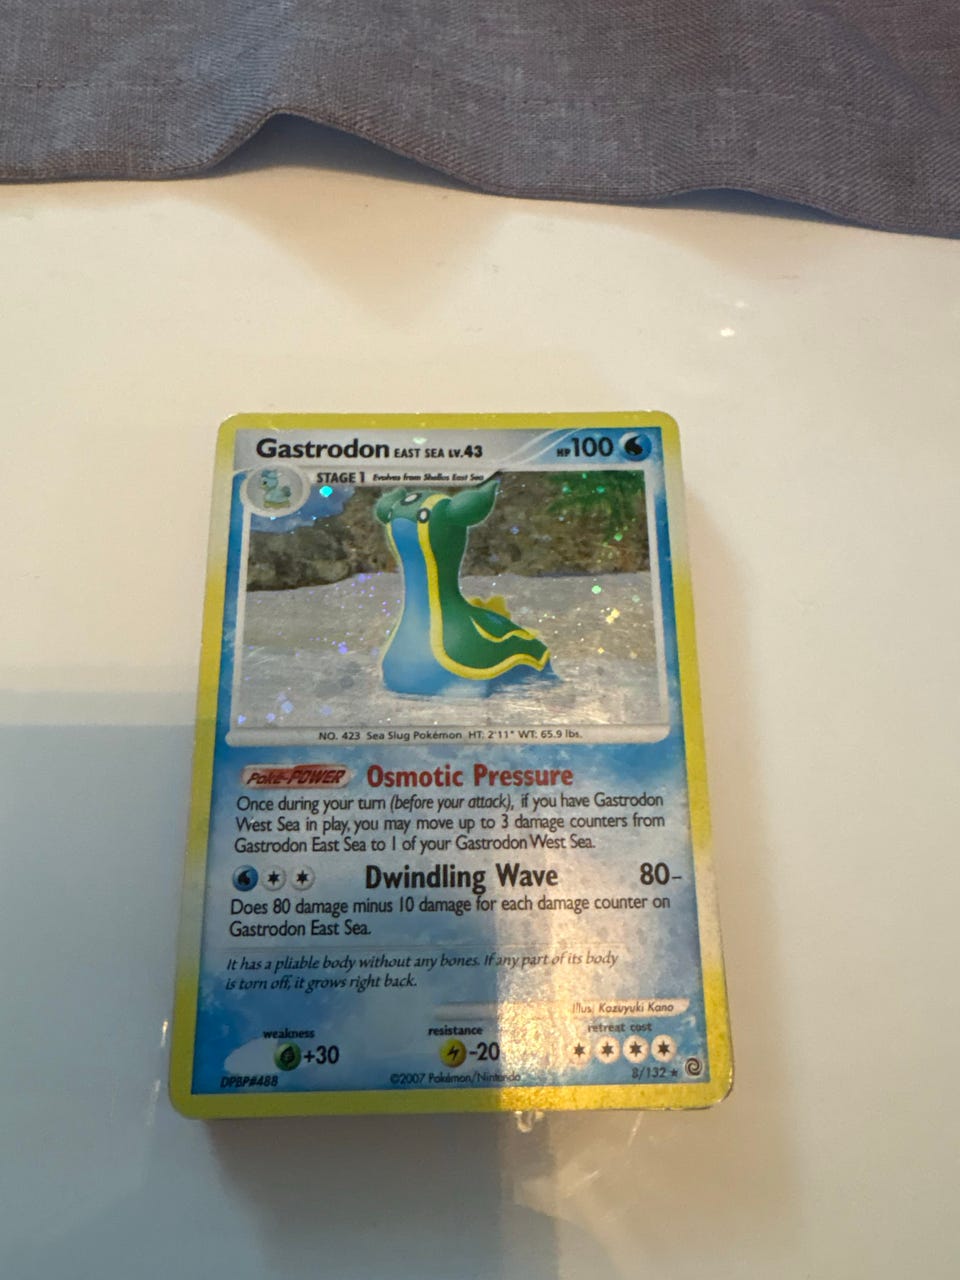 Gastrodon EAST SEA LV.43 HP 100
STAGE 1 Evolves from Shellos East Sea
NO. 423 Sea Slug Pokémon HT: 2'11" WT: 65.9 lbs.
Poké-POWER Osmotic Pressure
Once during your turn (before your attack), if you have Gastrodon
West Sea in play, you may move up to 3 damage counters from
Gastrodon East Sea to 1 of your Gastrodon West Sea.
Dwindling Wave 80-
Does 80 damage minus 10 damage for each damage counter on
Gastrodon East Sea.
It has a pliable body without any bones. If any part of its body
is torn off, it grows right back.
Illus. Kazuyuki Kano
weakness resistance retreat cost
+30 -20
DPBP#488 ©2007 Pokémon/Nintendo 8/132